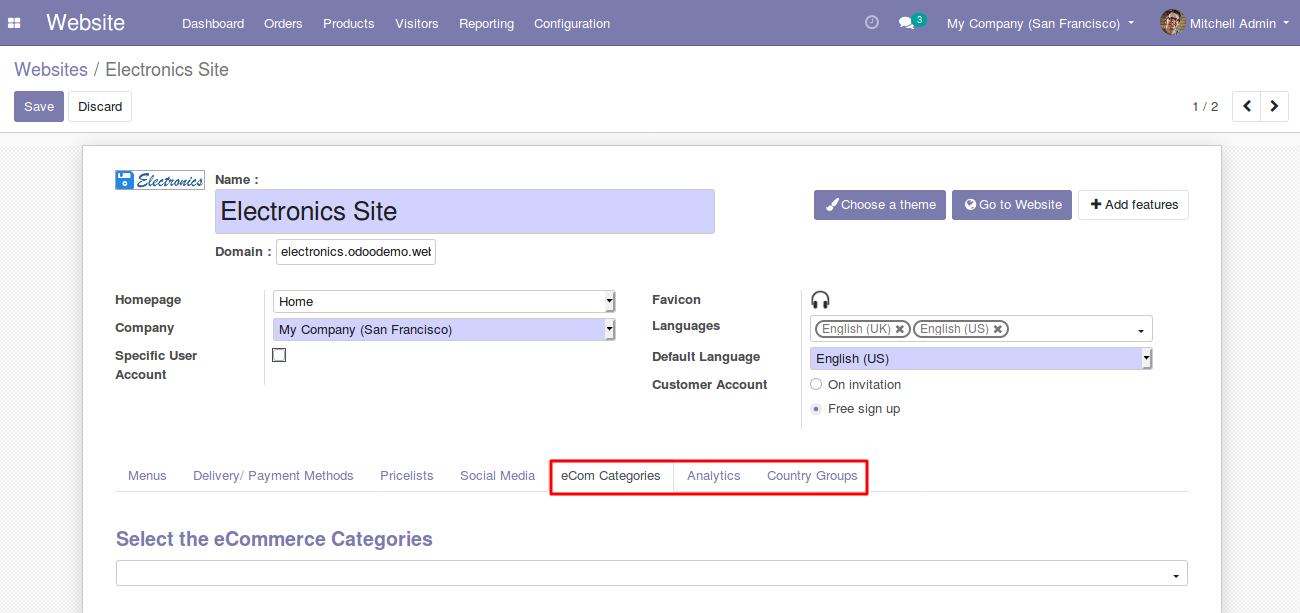 Website Dashboard Orders Products Visitors Reporting Configuration 3 My Company (San Francisco) Mitchell Admin
Websites / Electronics Site
Save Discard 1 / 2
Electronics Name :
Electronics Site
Choose a theme Go to Website Add features
Domain : electronics.odoodemo.wel
Homepage Home Favicon
Company My Company (San Francisco) Languages English (UK) English (US)
Specific User Account Default Language English (US)
Customer Account On invitation
Free sign up
Menus Delivery/ Payment Methods Pricelists Social Media eCom Categories Analytics Country Groups
Select the eCommerce Categories